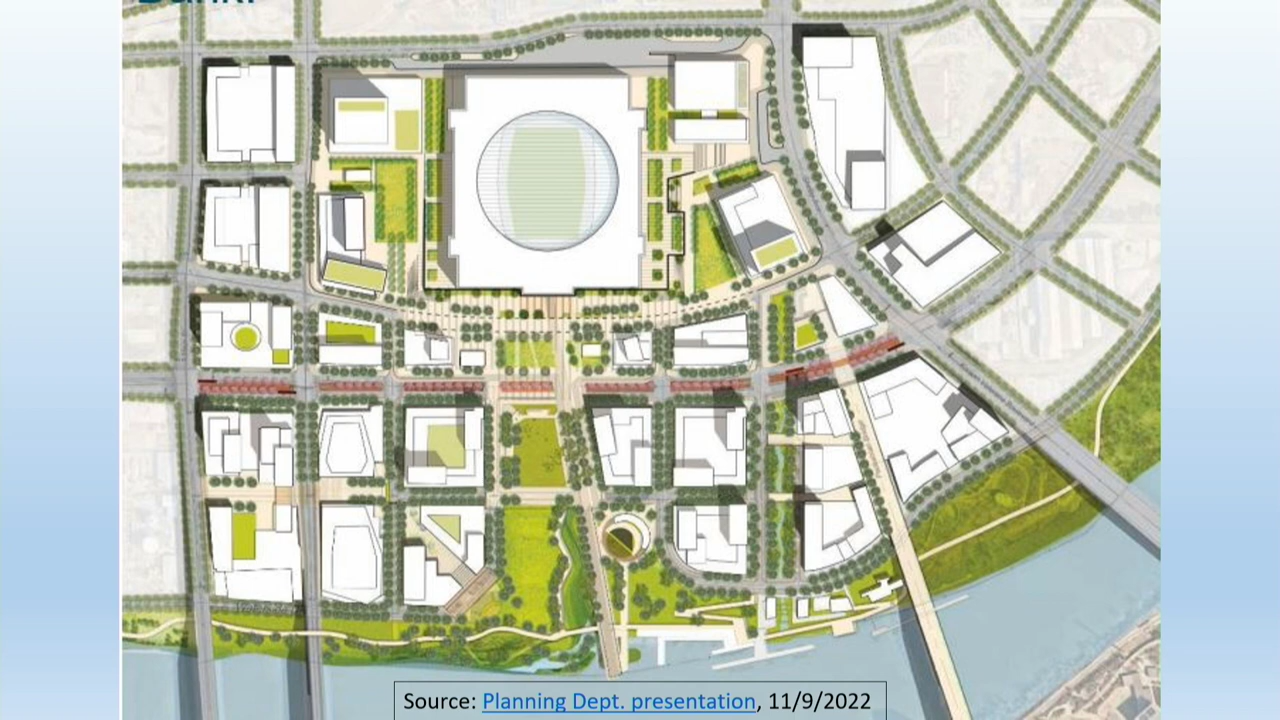 Source: Planning Dept. presentation, 11/9/2022